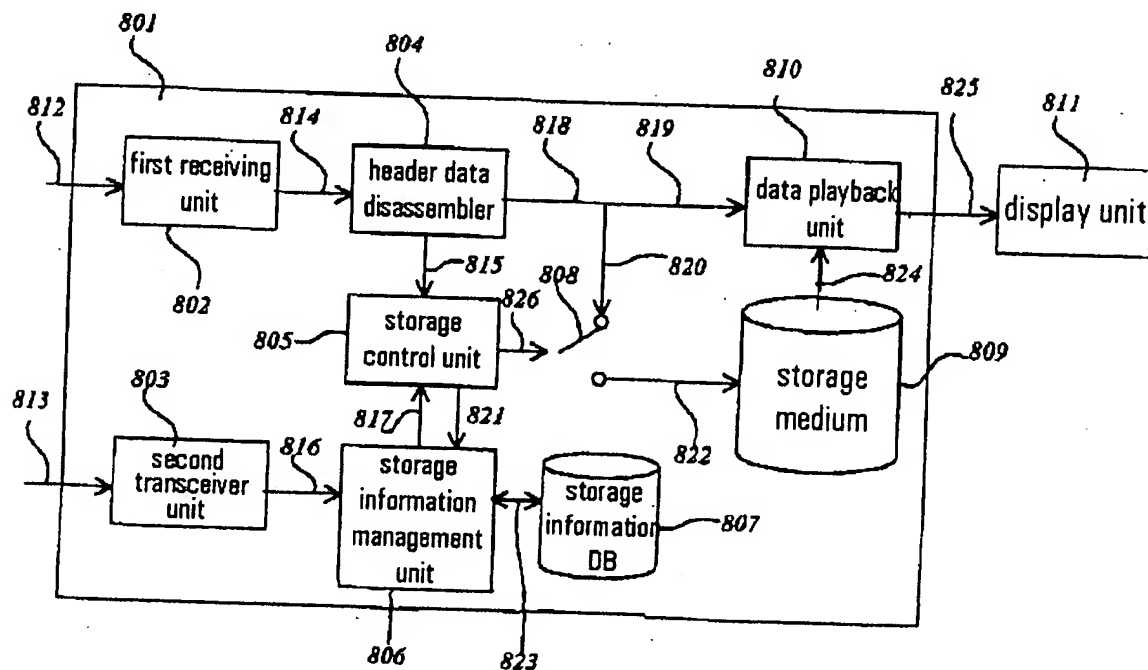 801
804
810
825
811
812
814
818
819
first receiving
unit
header data
disassembler
data playback
unit
display unit
802
815
820
808
824
826
805
storage
control unit
809
storage
medium
813
803
817
821
822
816
second
transceiver
unit
storage
information
management
unit
storage
information
DB
807
806
823